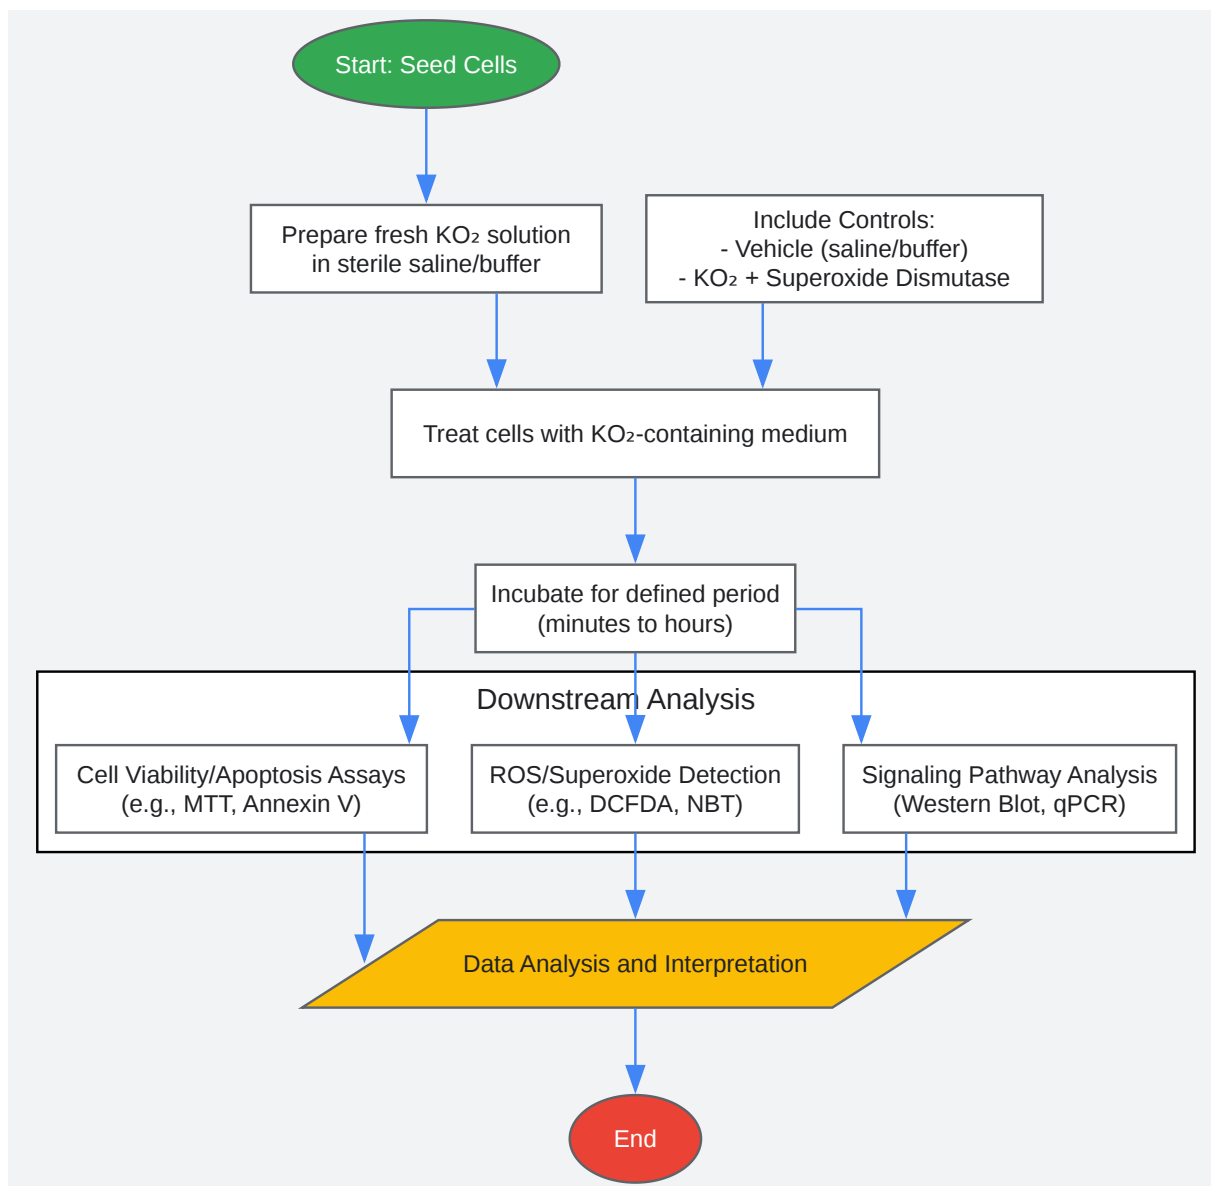 Start: Seed Cells
Prepare fresh KO₂ solution
in sterile saline/buffer
Include Controls:
- Vehicle (saline/buffer)
- KO₂ + Superoxide Dismutase
Treat cells with KO₂-containing medium
Incubate for defined period
(minutes to hours)
Downstream Analysis
Cell Viability/Apoptosis Assays
(e.g., MTT, Annexin V)
ROS/Superoxide Detection
(e.g., DCFDA, NBT)
Signaling Pathway Analysis
(Western Blot, qPCR)
Data Analysis and Interpretation
End